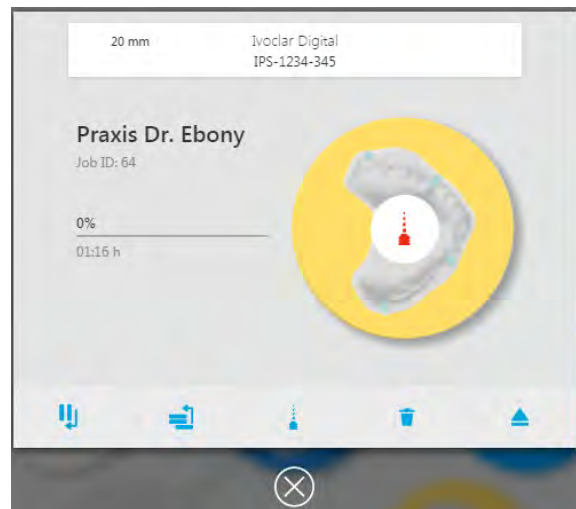 20 mm
Ivoclar Digital
IPS-1234-345
Praxis Dr. Ebony
Job ID: 64
0%
01:16 h